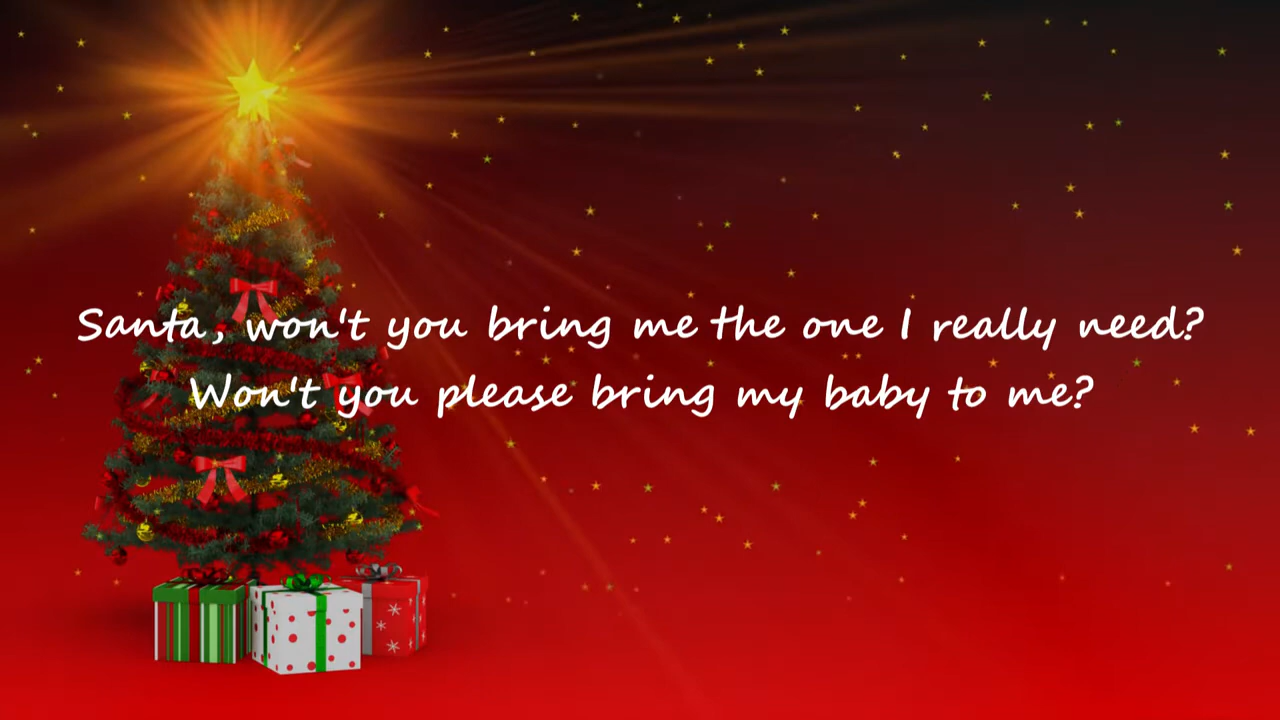 Santa, won't you bring me the one I really need?
Won't you please bring my baby to me?